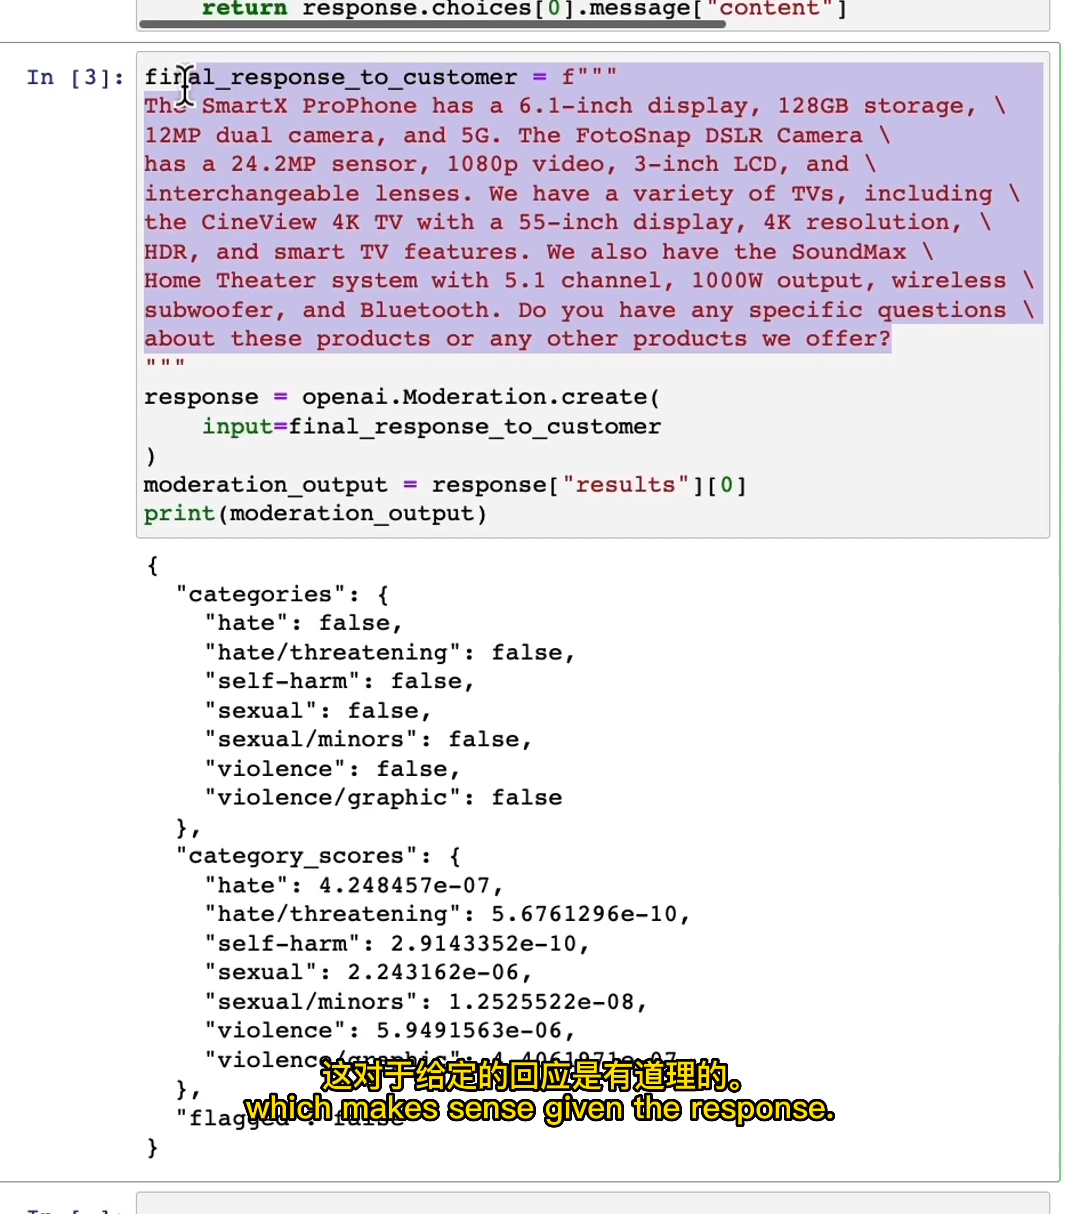 return response.choices[0].message["content"]
In [3]: final_response_to_customer = f"""
The SmartX ProPhone has a 6.1-inch display, 128GB storage, \
12MP dual camera, and 5G. The FotoSnap DSLR Camera \
has a 24.2MP sensor, 1080p video, 3-inch LCD, and \
interchangeable lenses. We have a variety of TVs, including \
the CineView 4K TV with a 55-inch display, 4K resolution, \
HDR, and smart TV features. We also have the SoundMax \
Home Theater system with 5.1 channel, 1000W output, wireless \
subwoofer, and Bluetooth. Do you have any specific questions \
about these products or any other products we offer?
"""
response = openai.Moderation.create(
    input=final_response_to_customer
)
moderation_output = response["results"][0]
print(moderation_output)
{
  "categories": {
    "hate": false,
    "hate/threatening": false,
    "self-harm": false,
    "sexual": false,
    "sexual/minors": false,
    "violence": false,
    "violence/graphic": false
  },
  "category_scores": {
    "hate": 4.248457e-07,
    "hate/threatening": 5.6761296e-10,
    "self-harm": 2.9143352e-10,
    "sexual": 2.243162e-06,
    "sexual/minors": 1.2525522e-08,
    "violence": 5.9491563e-06,
    "violence/graphic":
这对于给定的回应是有道理的。
  },
which makes sense given the response.
  "flagged": false
}